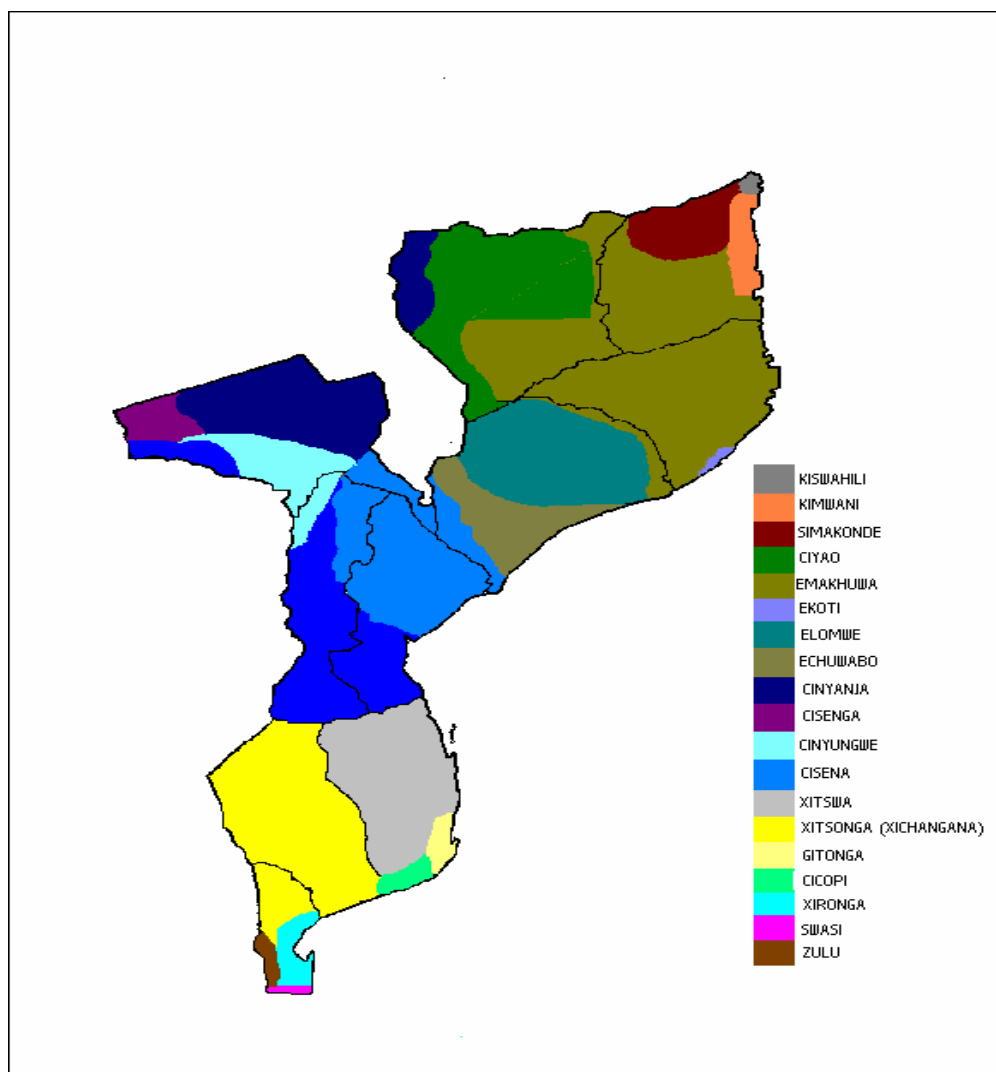 KISWAHILI
KIMWANI
SIMAKONDE
CIYAO
EMAKHUWA
EKOTI
ELOMWE
ECHUWABO
CINYANJA
CISENGA
CINYUNGWE
CISENA
XITSWA
XITSONGA (XICHANGANA)
GITONGA
CICOPI
XIRONGA
SWASI
ZULU